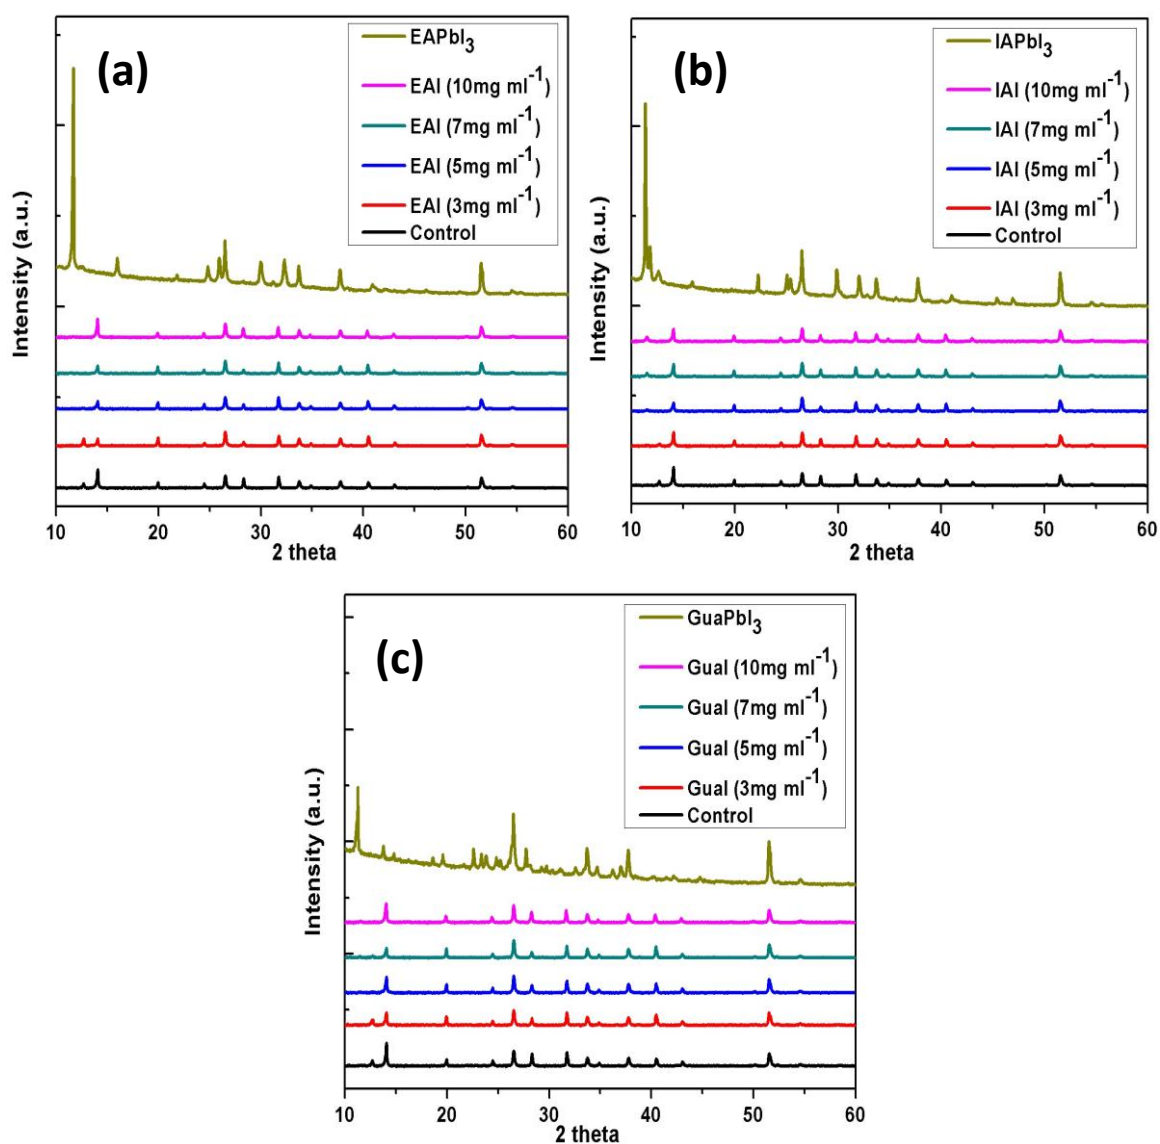 (a)
EAPbI3
EAI (10mg ml-1)
EAI (7mg ml-1)
EAI (5mg ml-1)
EAI (3mg ml-1)
Control
Intensity (a.u.)
10 20 30 40 50 60
2 theta
(b)
IAPbI3
IAI (10mg ml-1)
IAI (7mg ml-1)
IAI (5mg ml-1)
IAI (3mg ml-1)
Control
Intensity (a.u.)
10 20 30 40 50 60
2 theta
(c)
GuaPbI3
GuaI (10mg ml-1)
GuaI (7mg ml-1)
GuaI (5mg ml-1)
GuaI (3mg ml-1)
Control
Intensity (a.u.)
10 20 30 40 50 60
2 theta